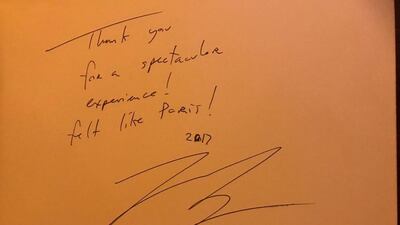 Thank you
for a spectacular
experience!
felt like Paris!
2017